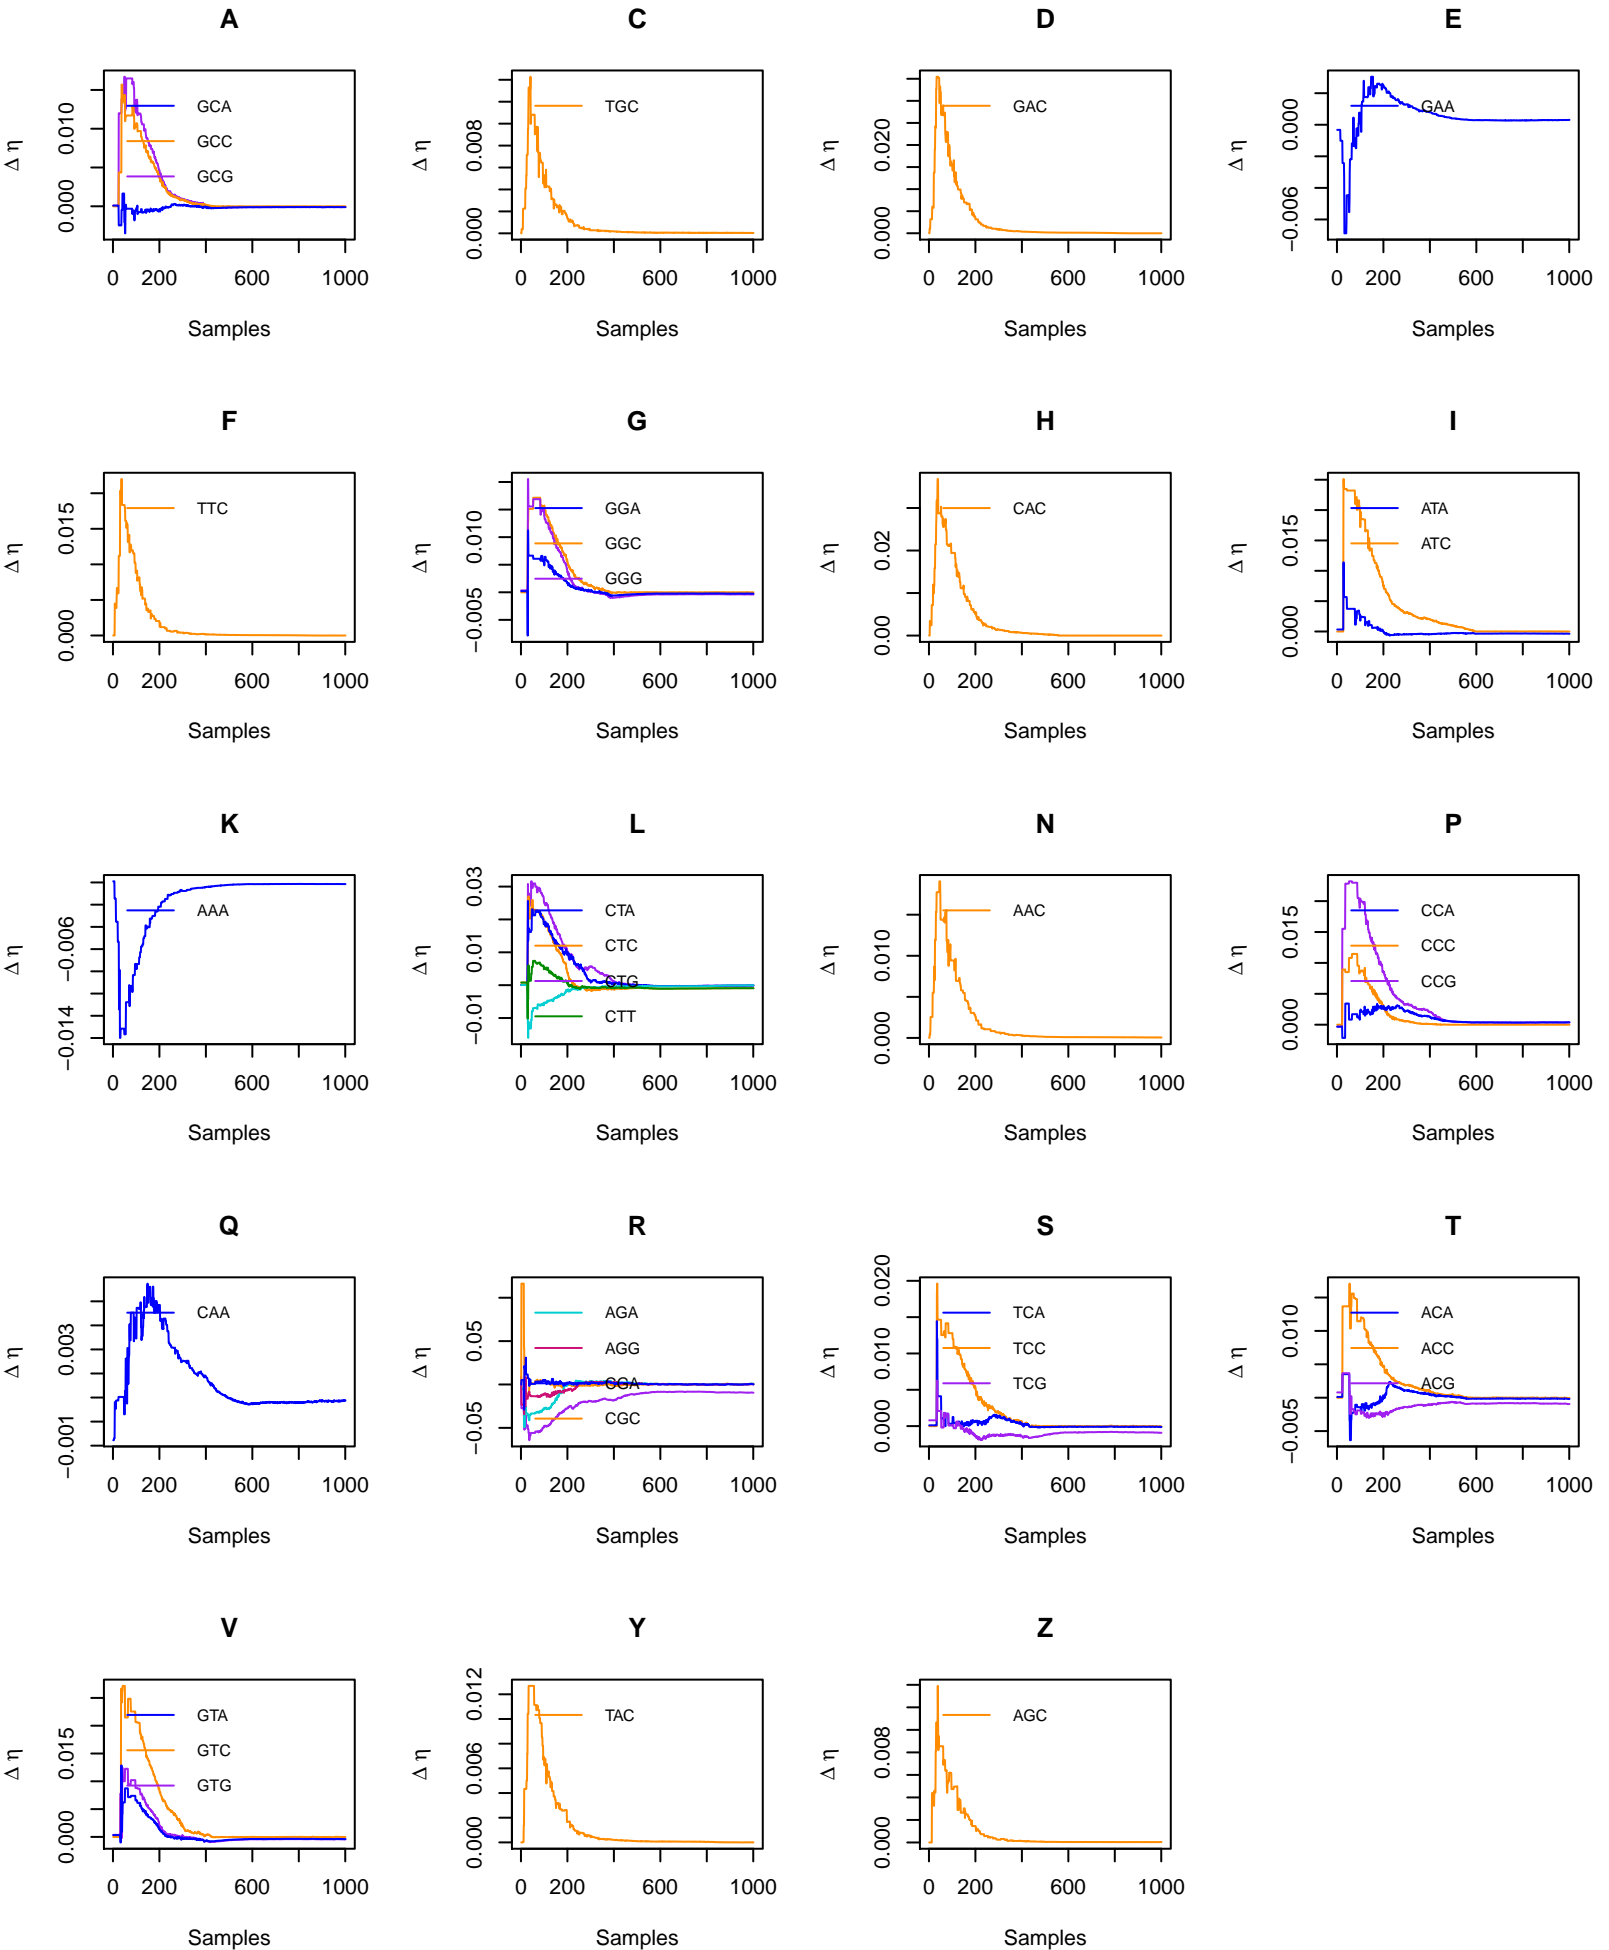 A
Δ η
0.000 0.010
GCA
GCC
GCG
0 200 600 1000
Samples
C
Δ η
0.000 0.008
TGC
0 200 600 1000
Samples
D
Δ η
0.000 0.020
GAC
0 200 600 1000
Samples
E
Δ η
−0.006 0.000
GAA
0 200 600 1000
Samples
F
Δ η
0.000 0.015
TTC
0 200 600 1000
Samples
G
Δ η
−0.005 0.010
GGA
GGC
GGG
0 200 600 1000
Samples
H
Δ η
0.00 0.02
CAC
0 200 600 1000
Samples
I
Δ η
0.000 0.015
ATA
ATC
0 200 600 1000
Samples
K
Δ η
−0.014 −0.006
AAA
0 200 600 1000
Samples
L
Δ η
−0.01 0.01 0.03
CTA
CTC
CTG
CTT
0 200 600 1000
Samples
N
Δ η
0.000 0.010
AAC
0 200 600 1000
Samples
P
Δ η
0.000 0.015
CCA
CCC
CCG
0 200 600 1000
Samples
Q
Δ η
−0.001 0.003
CAA
0 200 600 1000
Samples
R
Δ η
−0.05 0.05
AGA
AGG
CGA
CGC
0 200 600 1000
Samples
S
Δ η
0.000 0.010 0.020
TCA
TCC
TCG
0 200 600 1000
Samples
T
Δ η
−0.005 0.010
ACA
ACC
ACG
0 200 600 1000
Samples
V
Δ η
0.000 0.015
GTA
GTC
GTG
0 200 600 1000
Samples
Y
Δ η
0.000 0.006 0.012
TAC
0 200 600 1000
Samples
Z
Δ η
0.000 0.008
AGC
0 200 600 1000
Samples